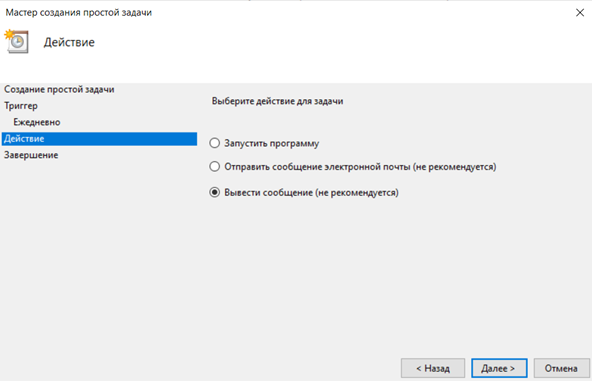 Мастер создания простой задачи
Действие
Создание простой задачи
Триггер
Ежедневно
Действие
Завершение
Выберите действие для задачи
Запустить программу
Отправить сообщение электронной почты (не рекомендуется)
Вывести сообщение (не рекомендуется)
< Назад
Далее >
Отмена